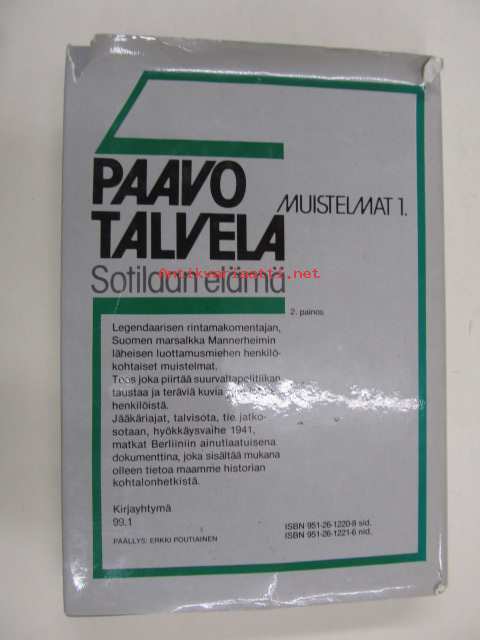 PAAVO
TALVELA
MUISTELMAT 1.
Sotilaan elämä
antikvariaatti.net
2. painos
Legendaarisen rintamakomentajan,
Suomen marsalkka Mannerheimin
läheisen luottamusmiehen henkilö-
kohtaiset muistelmat.
Teos joka piirtää suurvaltapolitiikan
taustaa ja teräviä kuvia
henkilöistä.
Jääkäriajat, talvisota, tie jatko-
sotaan, hyökkäysvaihe 1941,
matkat Berliiniin ainutlaatuisena
dokumenttina, joka sisältää mukana
olleen tietoa maamme historian
kohtalonhetkistä.
Kirjayhtymä
99.1
PÄÄLLYS: ERKKI POUTIAINEN
ISBN 951-26-1220-8 sid.
ISBN 951-26-1221-6 nid.